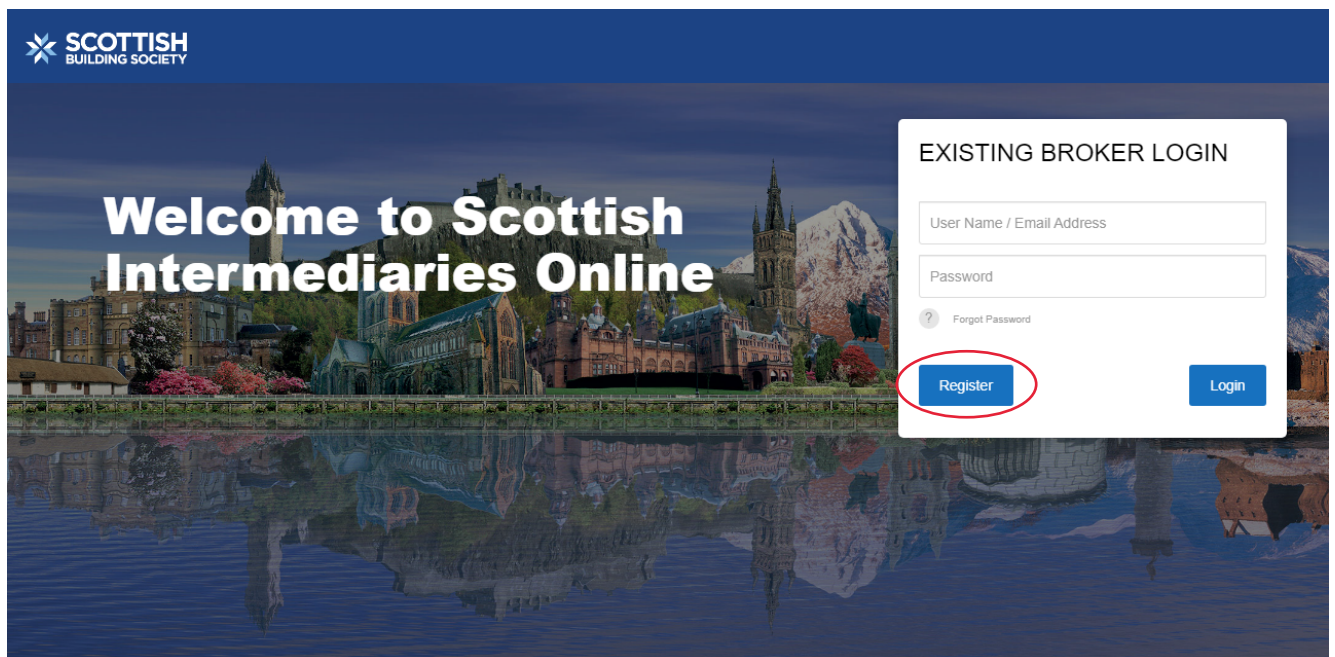 SCOTTISH
BUILDING SOCIETY
Welcome to Scottish
Intermediaries Online
EXISTING BROKER LOGIN
User Name / Email Address
Password
? Forgot Password
Register Login